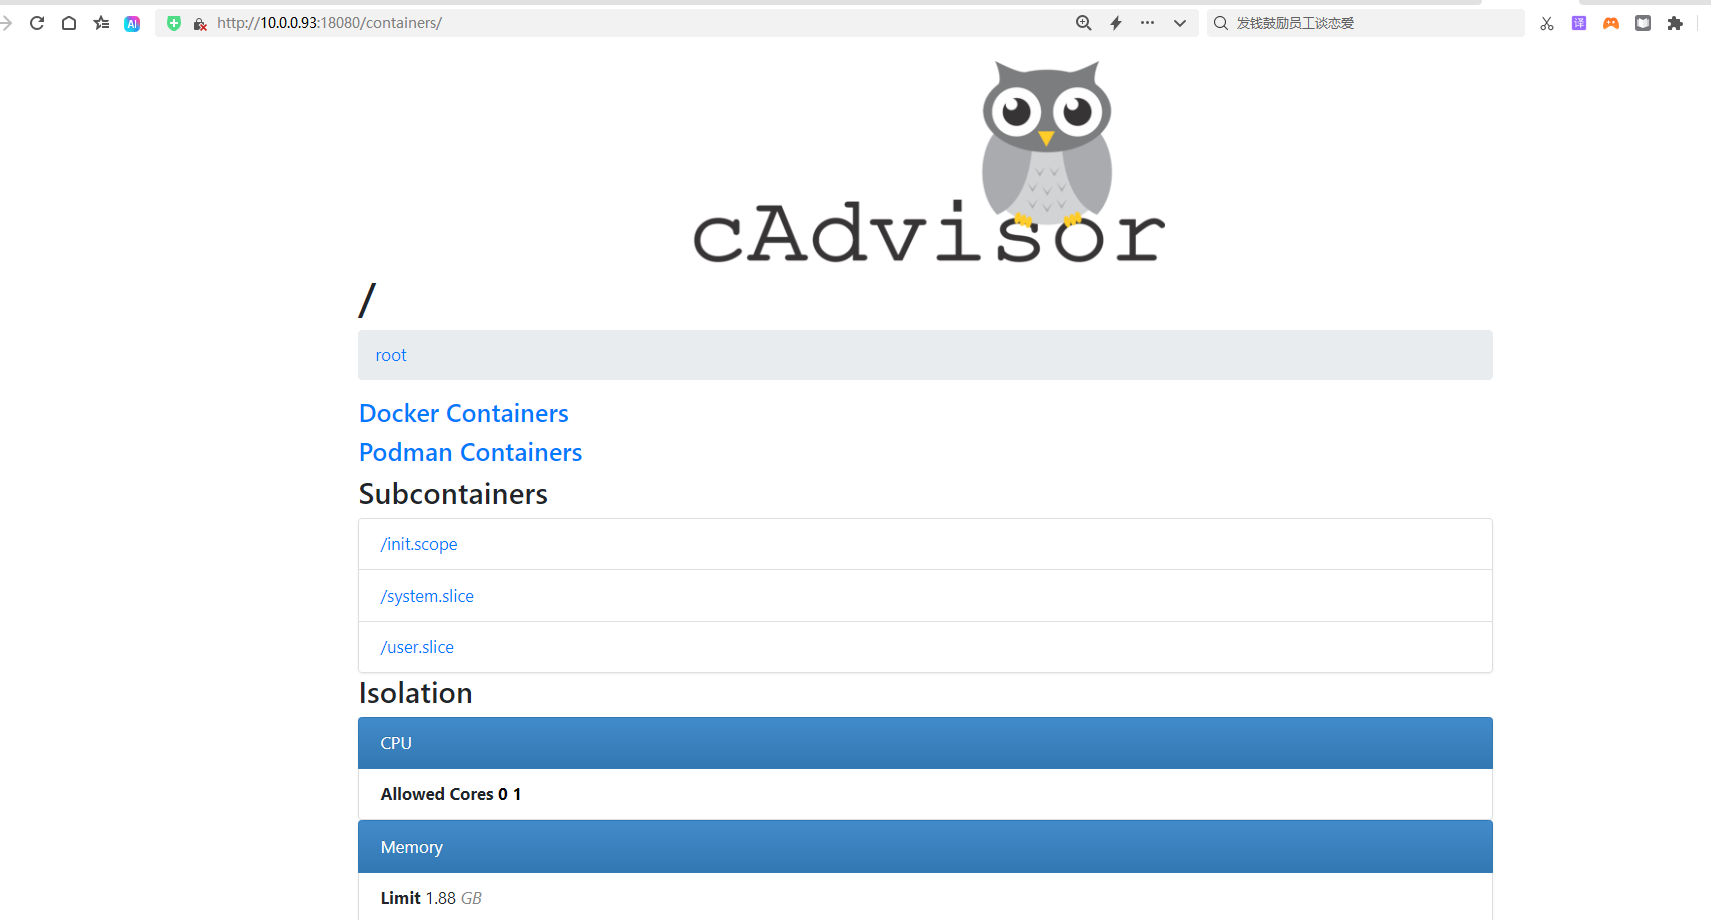 AI
http://10.0.0.93:18080/containers/
发钱鼓励员工谈恋爱
译
cAdvisor
/
root
Docker Containers
Podman Containers
Subcontainers
/init.scope
/system.slice
/user.slice
Isolation
CPU
Allowed Cores 0 1
Memory
Limit 1.88 GB